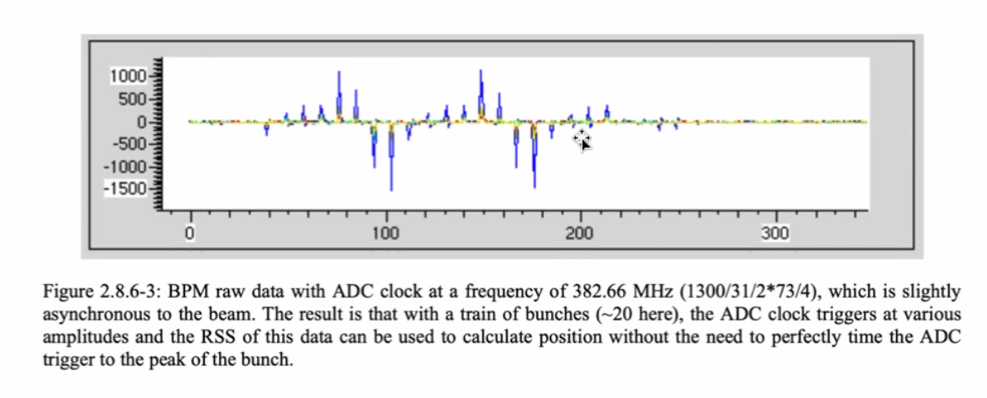 1000
500
0
-500
-1000
-1500
0 100 200 300
Figure 2.8.6-3: BPM raw data with ADC clock at a frequency of 382.66 MHz (1300/31/2*73/4), which is slightly
asynchronous to the beam. The result is that with a train of bunches (~20 here), the ADC clock triggers at various
amplitudes and the RSS of this data can be used to calculate position without the need to perfectly time the ADC
trigger to the peak of the bunch.